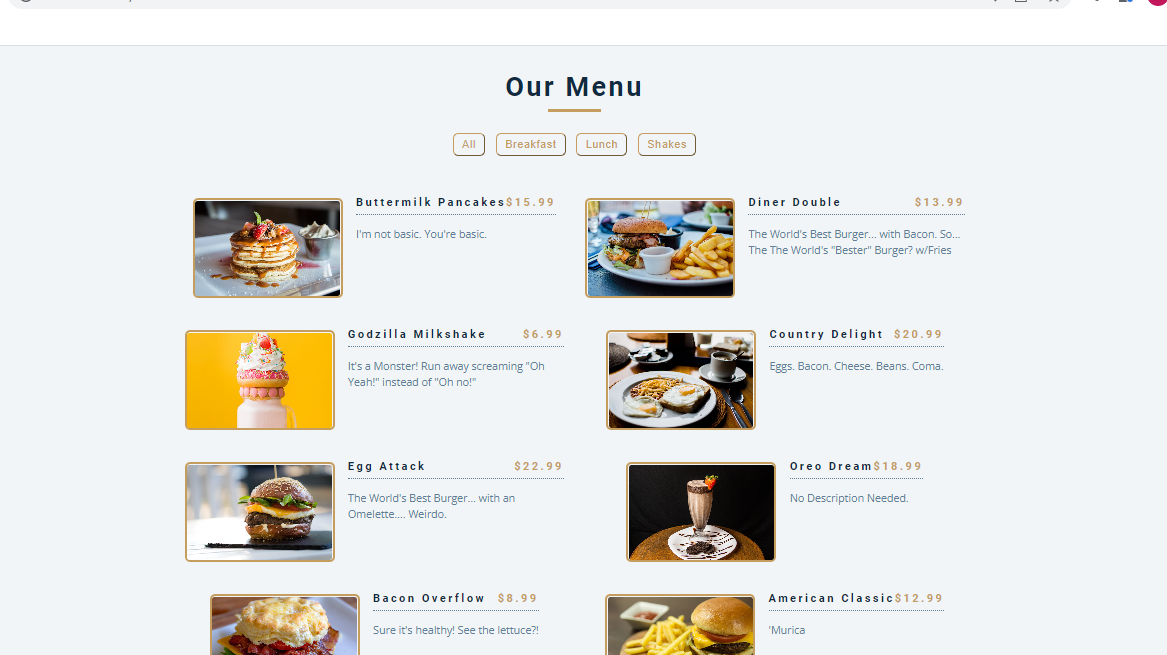 Our Menu
All Breakfast Lunch Shakes
Buttermilk Pancakes $15.99
I'm not basic. You're basic.
Diner Double $13.99
The World's Best Burger... with Bacon. So...
The The World's "Bester" Burger? w/Fries
Godzilla Milkshake $6.99
It's a Monster! Run away screaming "Oh
Yeah!" instead of "Oh no!"
Country Delight $20.99
Eggs. Bacon. Cheese. Beans. Coma.
Egg Attack $22.99
The World's Best Burger... with an
Omelette.... Weirdo.
Oreo Dream $18.99
No Description Needed.
Bacon Overflow $8.99
Sure it's healthy! See the lettuce?!
American Classic $12.99
'Murica